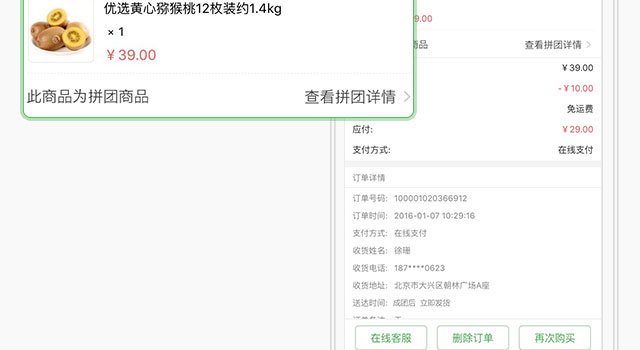 优选黄心猕猴桃12枚装约1.4kg
× 1
¥ 39.00
此商品为拼团商品
查看拼团详情
9.00
商品
查看拼团详情
¥ 39.00
- ¥ 10.00
免运费
应付:
¥ 29.00
支付方式:
在线支付
订单详情
订单号码: 100001020366912
订单时间: 2016-01-07 10:29:16
支付方式: 在线支付
收货姓名: 徐珊
收货电话: 187****0623
收货地址: 北京市大兴区朝林广场A座
送达时间: 成团后 立即发货
在线客服
删除订单
再次购买